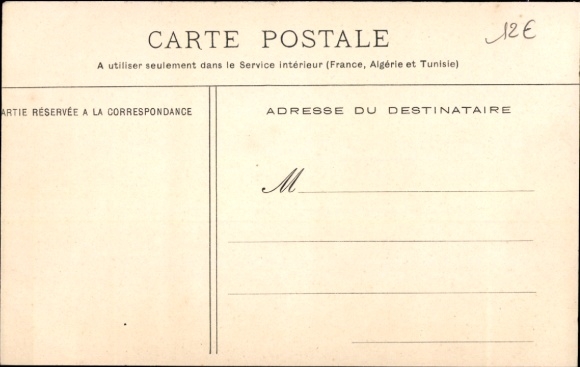 CARTE POSTALE
12€
A utiliser seulement dans le Service intérieur (France, Algérie et Tunisie)
ARTIE RÉSERVÉE A LA CORRESPONDANCE
ADRESSE DU DESTINATAIRE
M